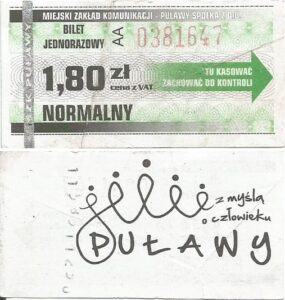 MIEJSKI ZAKŁAD KOMUNIKACJI - PUŁAWY SPÓŁKA Z o.o.
BILET
JEDNORAZOWY
AA
0381647
1,80 zł
cena z VAT
TU KASOWAĆ
ZACHOWAĆ DO KONTROLI
NORMALNY
z myślą
o człowieku
PUŁAWY